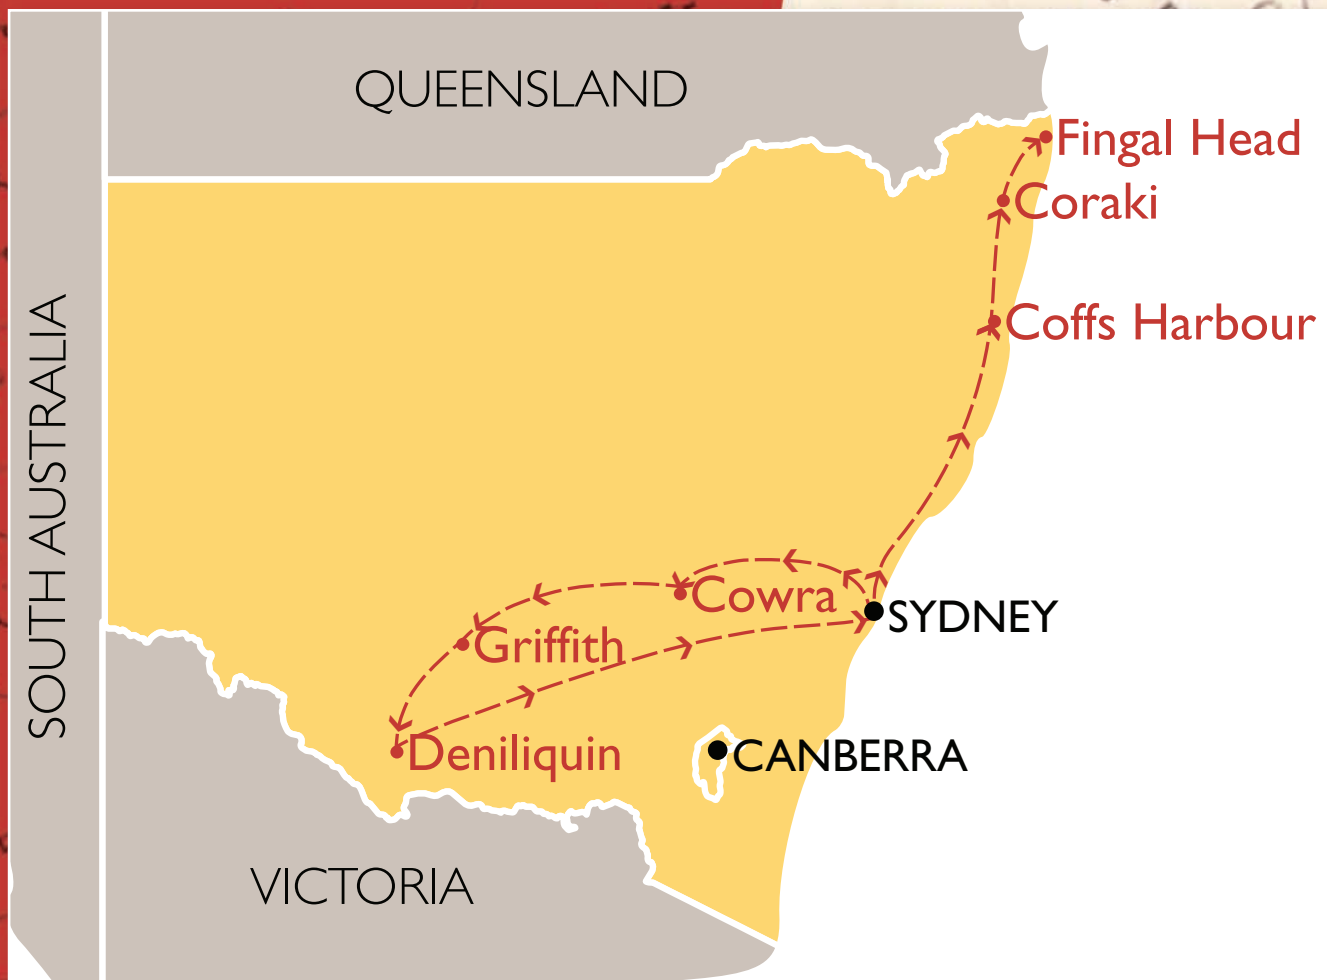 QUEENSLAND
Fingal Head
Coraki
SOUTH AUSTRALIA
Coffs Harbour
Cowra
SYDNEY
Griffith
Deniliquin
CANBERRA
VICTORIA